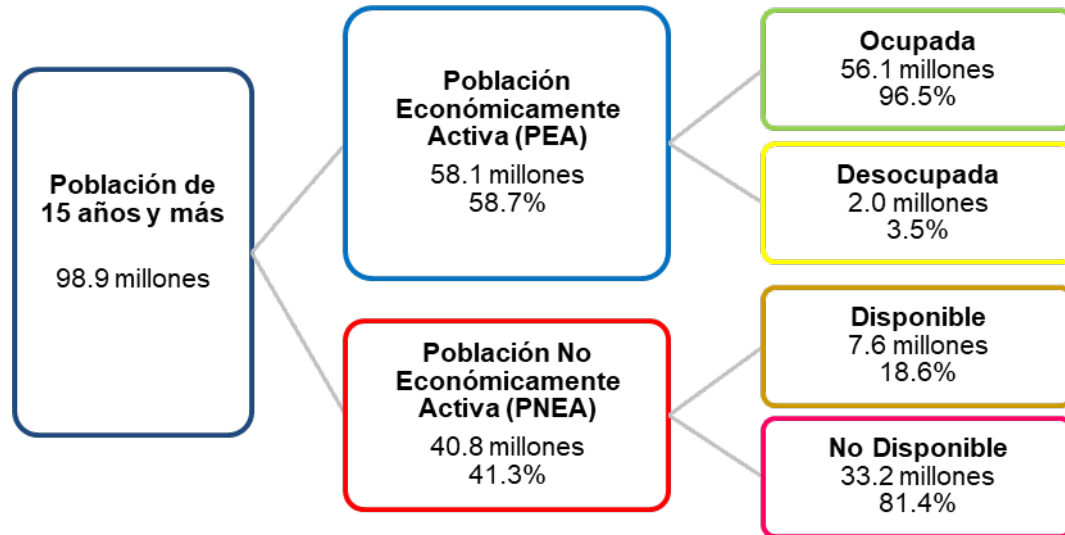 Población de
15 años y más
98.9 millones
Población
Económicamente
Activa (PEA)
58.1 millones
58.7%
Población No
Económicamente
Activa (PNEA)
40.8 millones
41.3%
Ocupada
56.1 millones
96.5%
Desocupada
2.0 millones
3.5%
Disponible
7.6 millones
18.6%
No Disponible
33.2 millones
81.4%